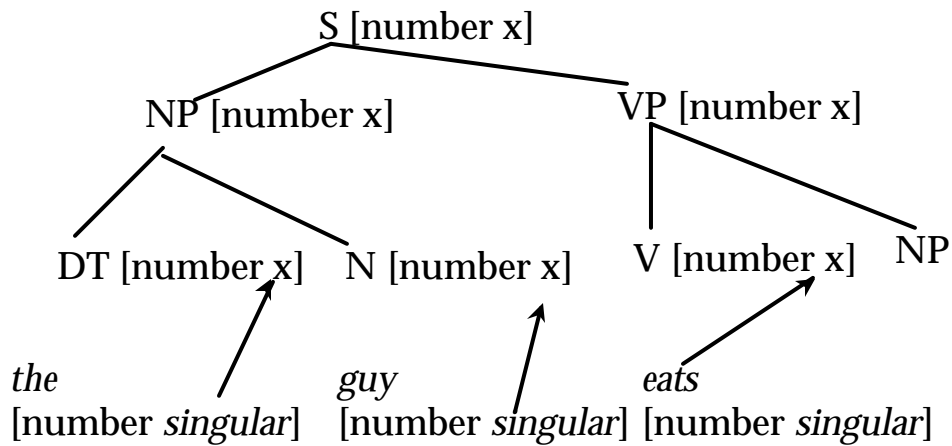 S [number x]
NP [number x]
VP [number x]
DT [number x]
N [number x]
V [number x]
NP
the
guy
eats
[number singular]
[number singular]
[number singular]